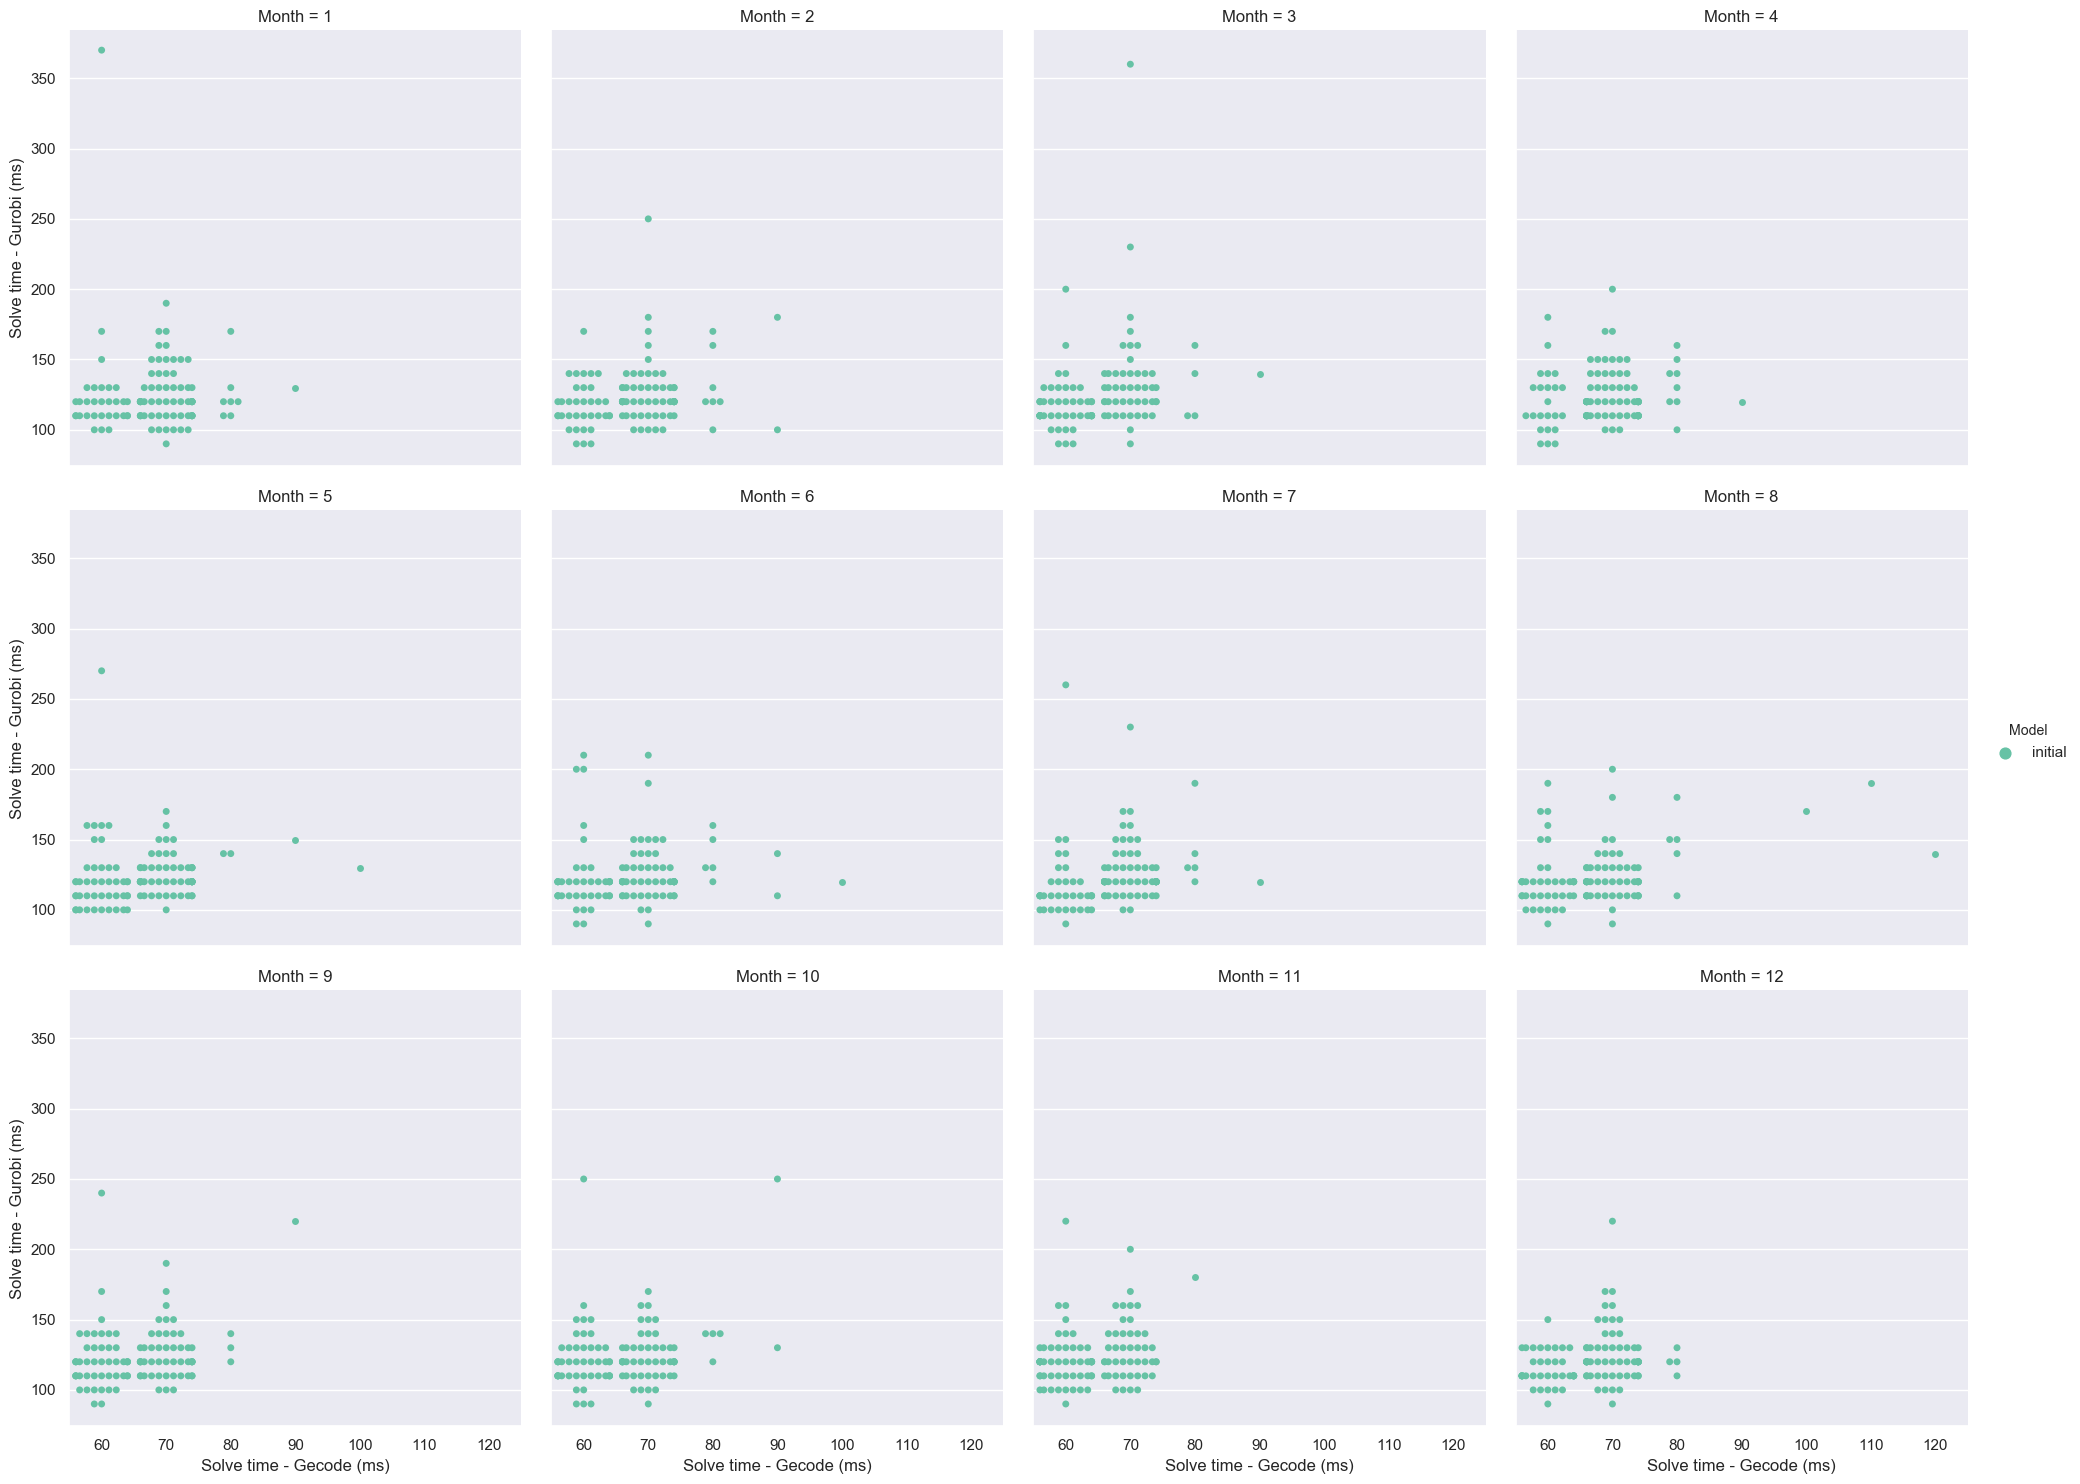 Month = 1
Month = 2
Month = 3
Month = 4
350
300
250
200
150
100
Solve time - Gurobi (ms)
Month = 5
Month = 6
Month = 7
Month = 8
350
300
250
200
150
100
Solve time - Gurobi (ms)
Model
initial
Month = 9
Month = 10
Month = 11
Month = 12
350
300
250
200
150
100
Solve time - Gurobi (ms)
60 70 80 90 100 110 120
60 70 80 90 100 110 120
60 70 80 90 100 110 120
60 70 80 90 100 110 120
Solve time - Gecode (ms)
Solve time - Gecode (ms)
Solve time - Gecode (ms)
Solve time - Gecode (ms)